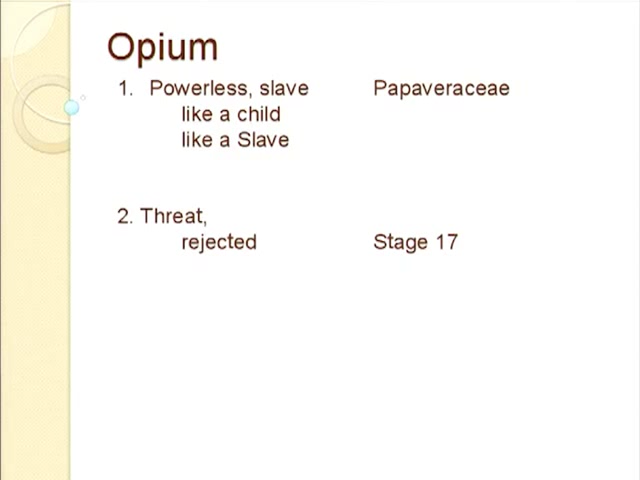 Opium
1. Powerless, slave Papaveraceae
like a child
like a Slave
2. Threat,
rejected Stage 17